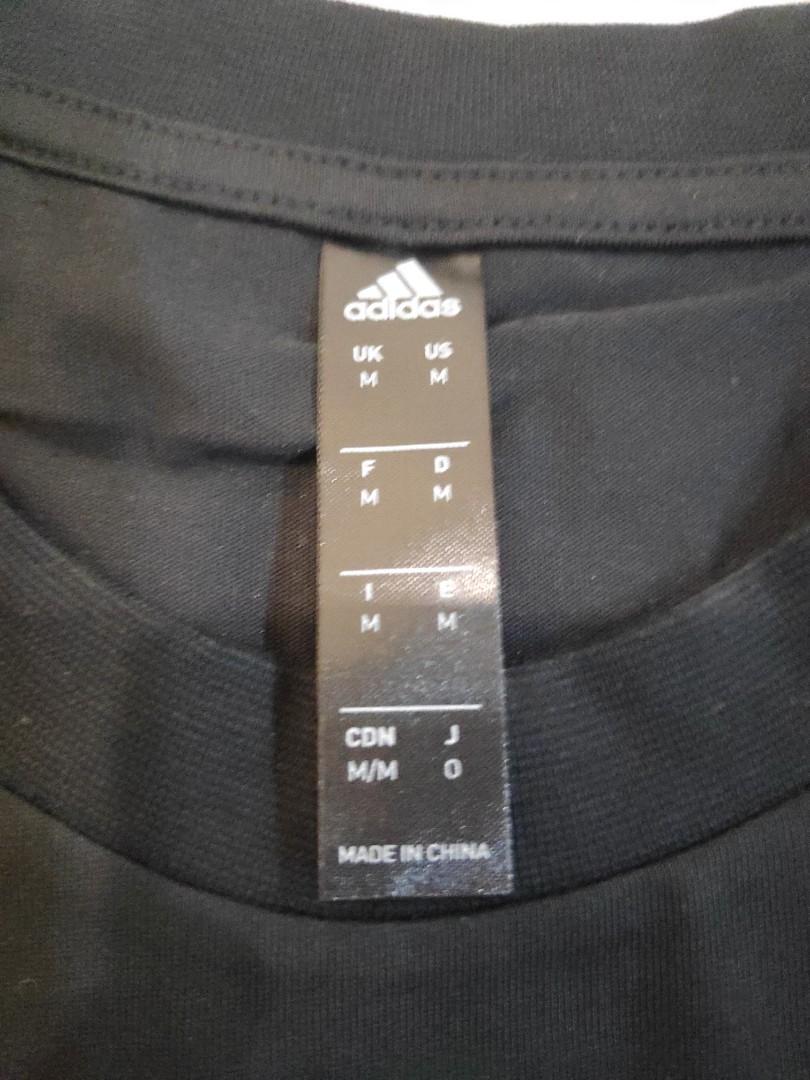 adidas
UK US
M M
F D
M M
I E
M M
CDN J
M/M O
MADE IN CHINA